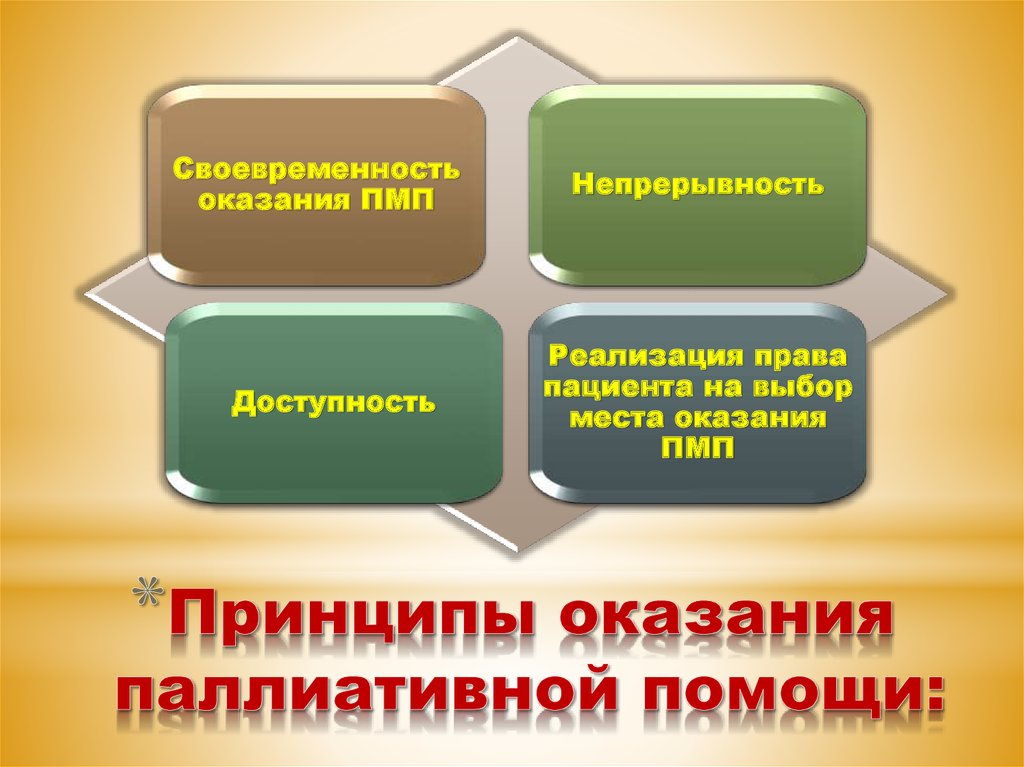 Своевременность
оказания ПМП
Непрерывность
Доступность
Реализация права
пациента на выбор
места оказания
ПМП
*Принципы оказания
паллиативной помощи: